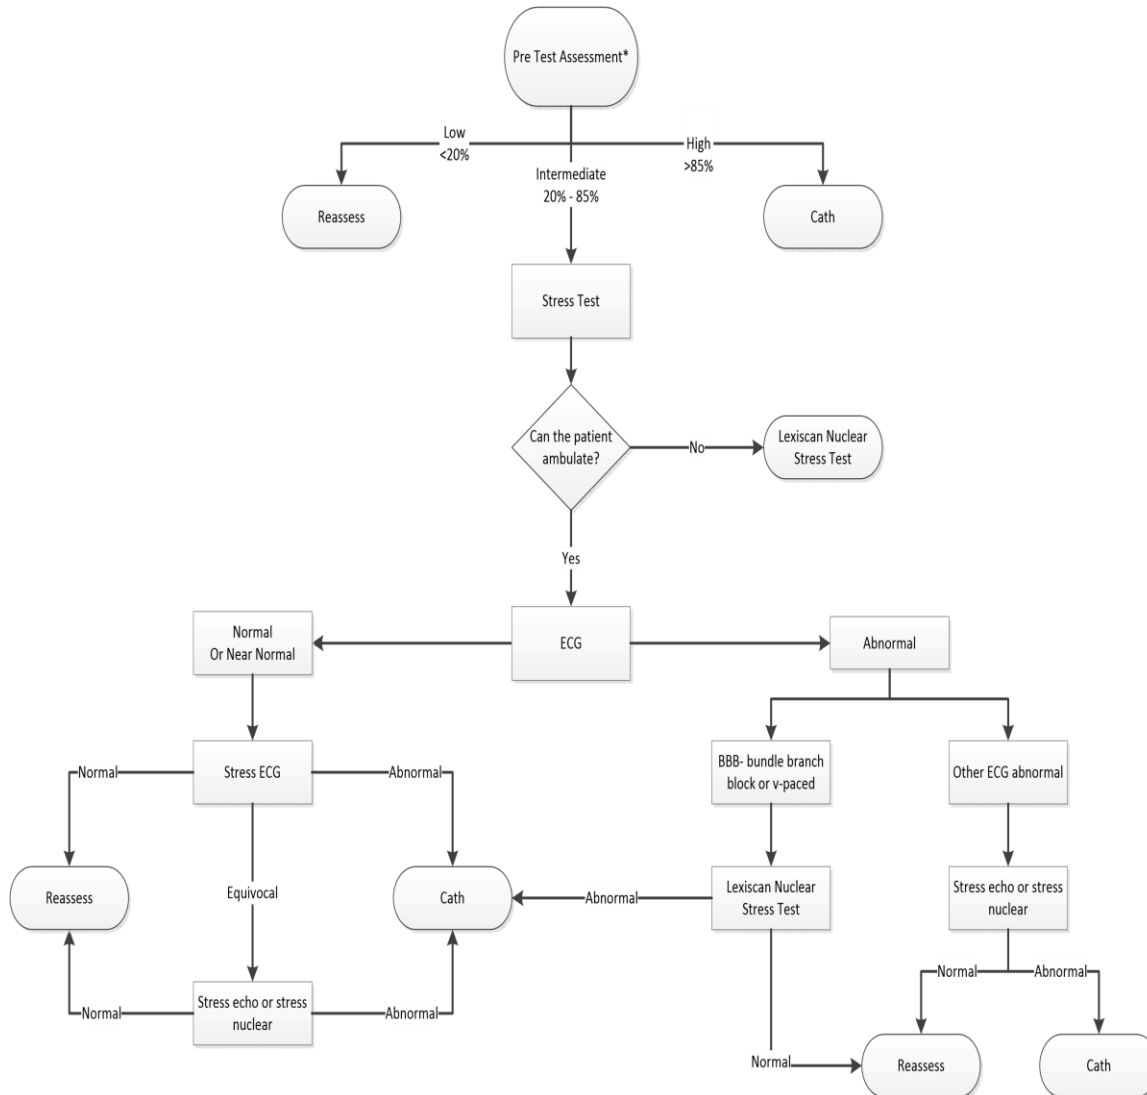 Pre Test Assessment*
Low
<20%
High
>85%
Intermediate
20% - 85%
Reassess
Cath
Stress Test
Can the patient
ambulate?
No
Lexiscan Nuclear
Stress Test
Yes
Normal
Or Near Normal
ECG
Abnormal
Normal
Stress ECG
Abnormal
BBB- bundle branch
block or v-paced
Other ECG abnormal
Reassess
Equivocal
Cath
Abnormal
Lexiscan Nuclear
Stress Test
Stress echo or stress
nuclear
Normal
Stress echo or stress
nuclear
Abnormal
Normal
Abnormal
Normal
Reassess
Cath